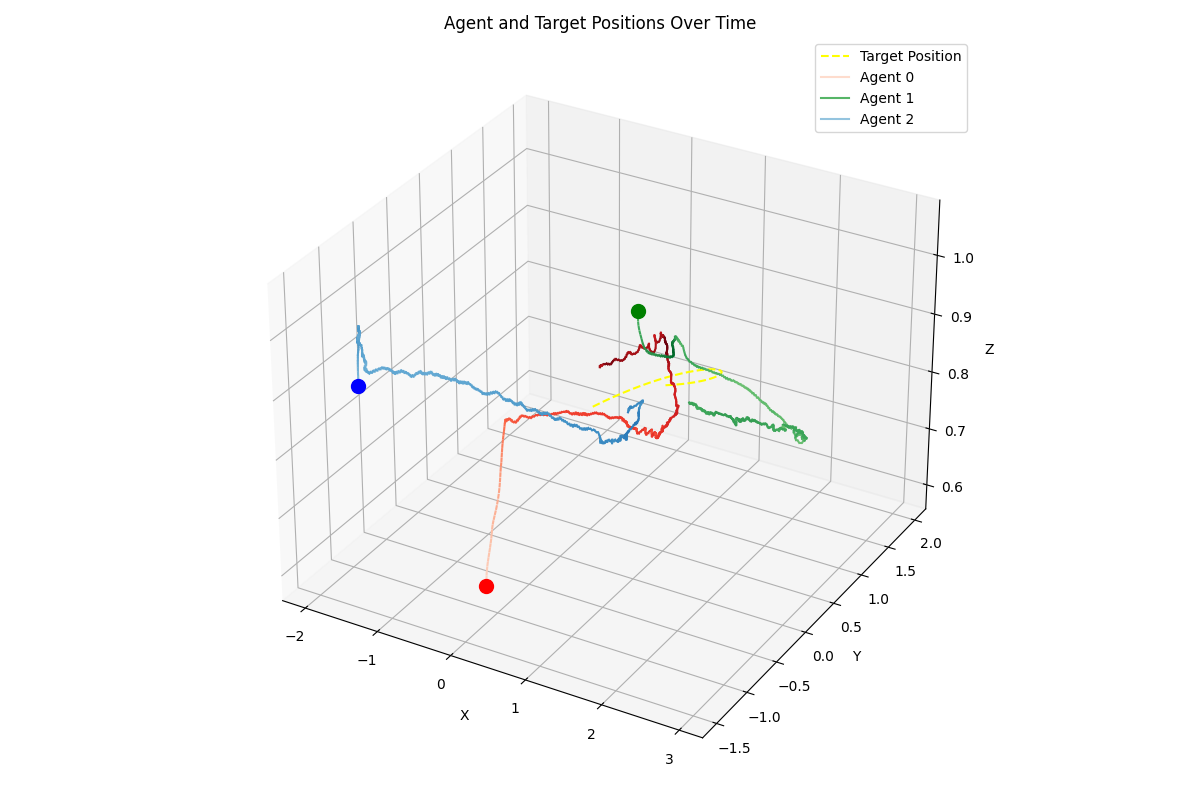 Agent and Target Positions Over Time
Target Position
Agent 0
Agent 1
Agent 2
1.0
0.9
Z
0.8
0.7
0.6
2.0
1.5
1.0
0.5
0.0
Y
−0.5
−1.0
−1.5
−2
−1
0
1
2
3
X